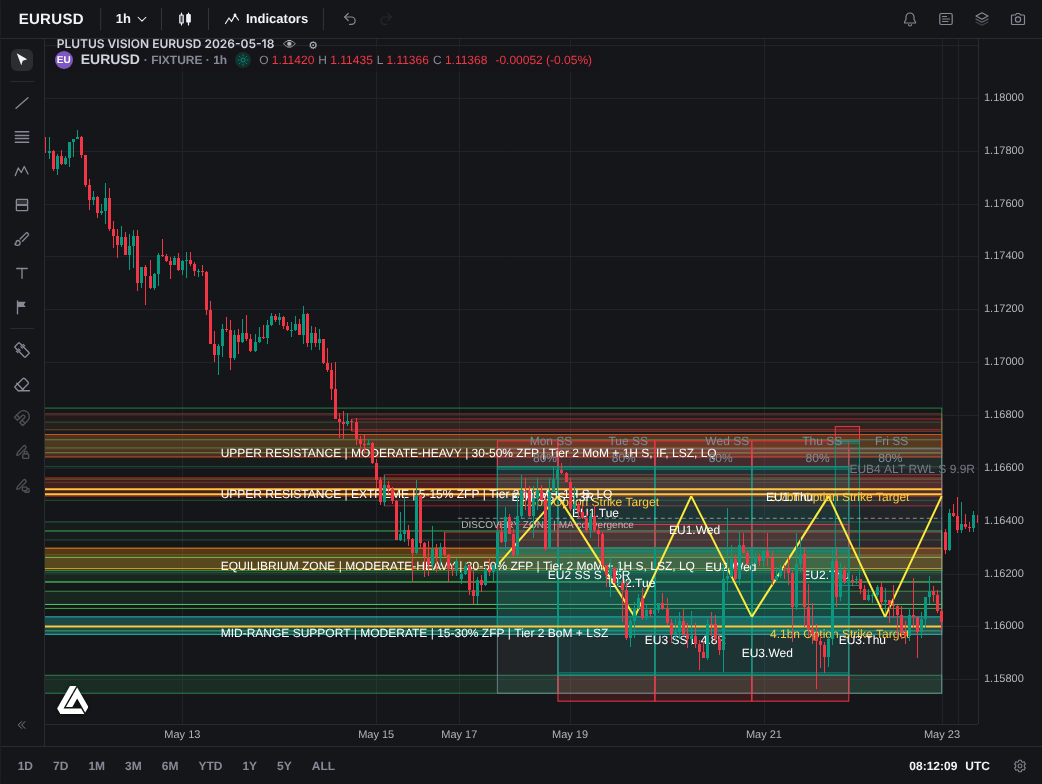 EURUSD 1h Indicators
PLUTUS VISION EURUSD 2026-05-18
EU EURUSD · FIXTURE · 1h O 1.11420 H 1.11435 L 1.11366 C 1.11368 -0.00052 (-0.05%)
1.18000
1.17800
1.17600
1.17400
1.17200
1.17000
1.16800
1.16600
1.16400
1.16200
1.16000
1.15800
Mon SS Tue SS Wed SS Thu SS Fri SS
80% 80% 80% 80% 80%
UPPER RESISTANCE | MODERATE-HEAVY | 30-50% ZFP | Tier 2 MoM + 1H S, IF, LSZ, LO
EUB4 ALT RWL S 9.9R
UPPER RESISTANCE | EXTREME | 5-15% ZFP | Tier 2
Option Strike Target
EU1.Thu
Option Strike Target
EU1.Tue
DISCOVERY ZONE | MA convergence
EU1.Wed
EQUILIBRIUM ZONE | MODERATE-HEAVY | 30-50% ZFP | Tier 2 MoM + 1H S, LSZ, LQ
EU2 SS S
EU2.Tue
MID-RANGE SUPPORT | MODERATE | 15-30% ZFP | Tier 2 BoM + LSZ
4.1bn Option Strike Target
EU3 SS L 4.8R
EU3.Thu
EU3.Wed
May 13 May 15 May 17 May 19 May 21 May 23
1D 7D 1M 3M 6M YTD 1Y 5Y ALL 08:12:09 UTC